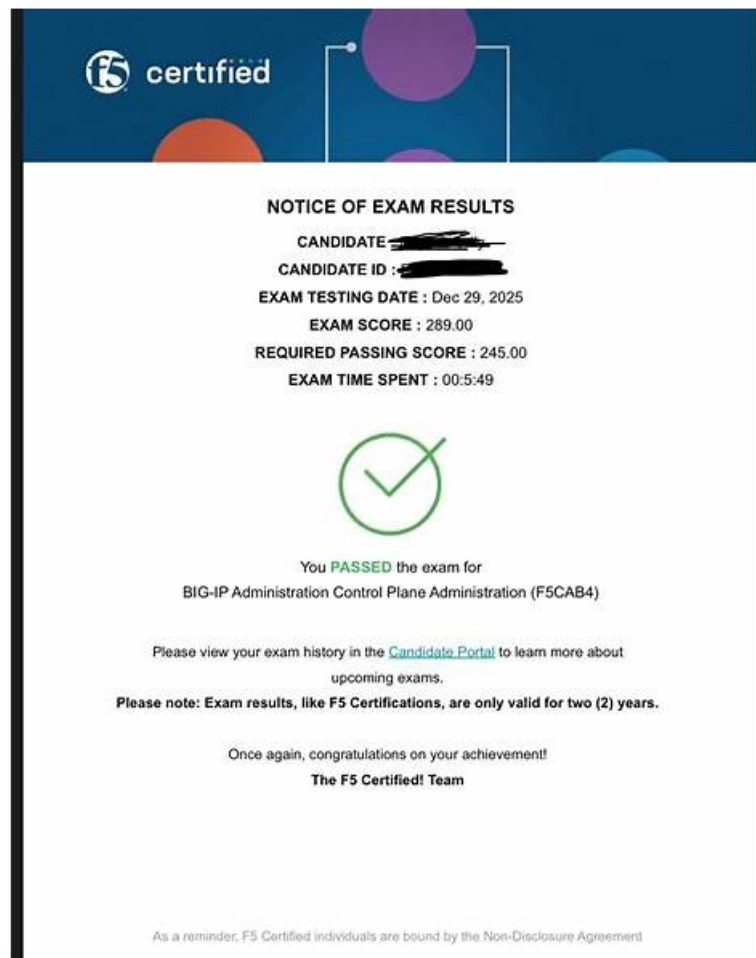 f5 certified
NOTICE OF EXAM RESULTS
CANDIDATE
CANDIDATE ID :
EXAM TESTING DATE : Dec 29, 2025
EXAM SCORE : 289.00
REQUIRED PASSING SCORE : 245.00
EXAM TIME SPENT : 00:5:49
You PASSED the exam for
BIG-IP Administration Control Plane Administration (F5CAB4)
Please view your exam history in the Candidate Portal to learn more about
upcoming exams.
Please note: Exam results, like F5 Certifications, are only valid for two (2) years.
Once again, congratulations on your achievement!
The F5 Certified! Team
As a reminder, F5 Certified individuals are bound by the Non-Disclosure Agreement